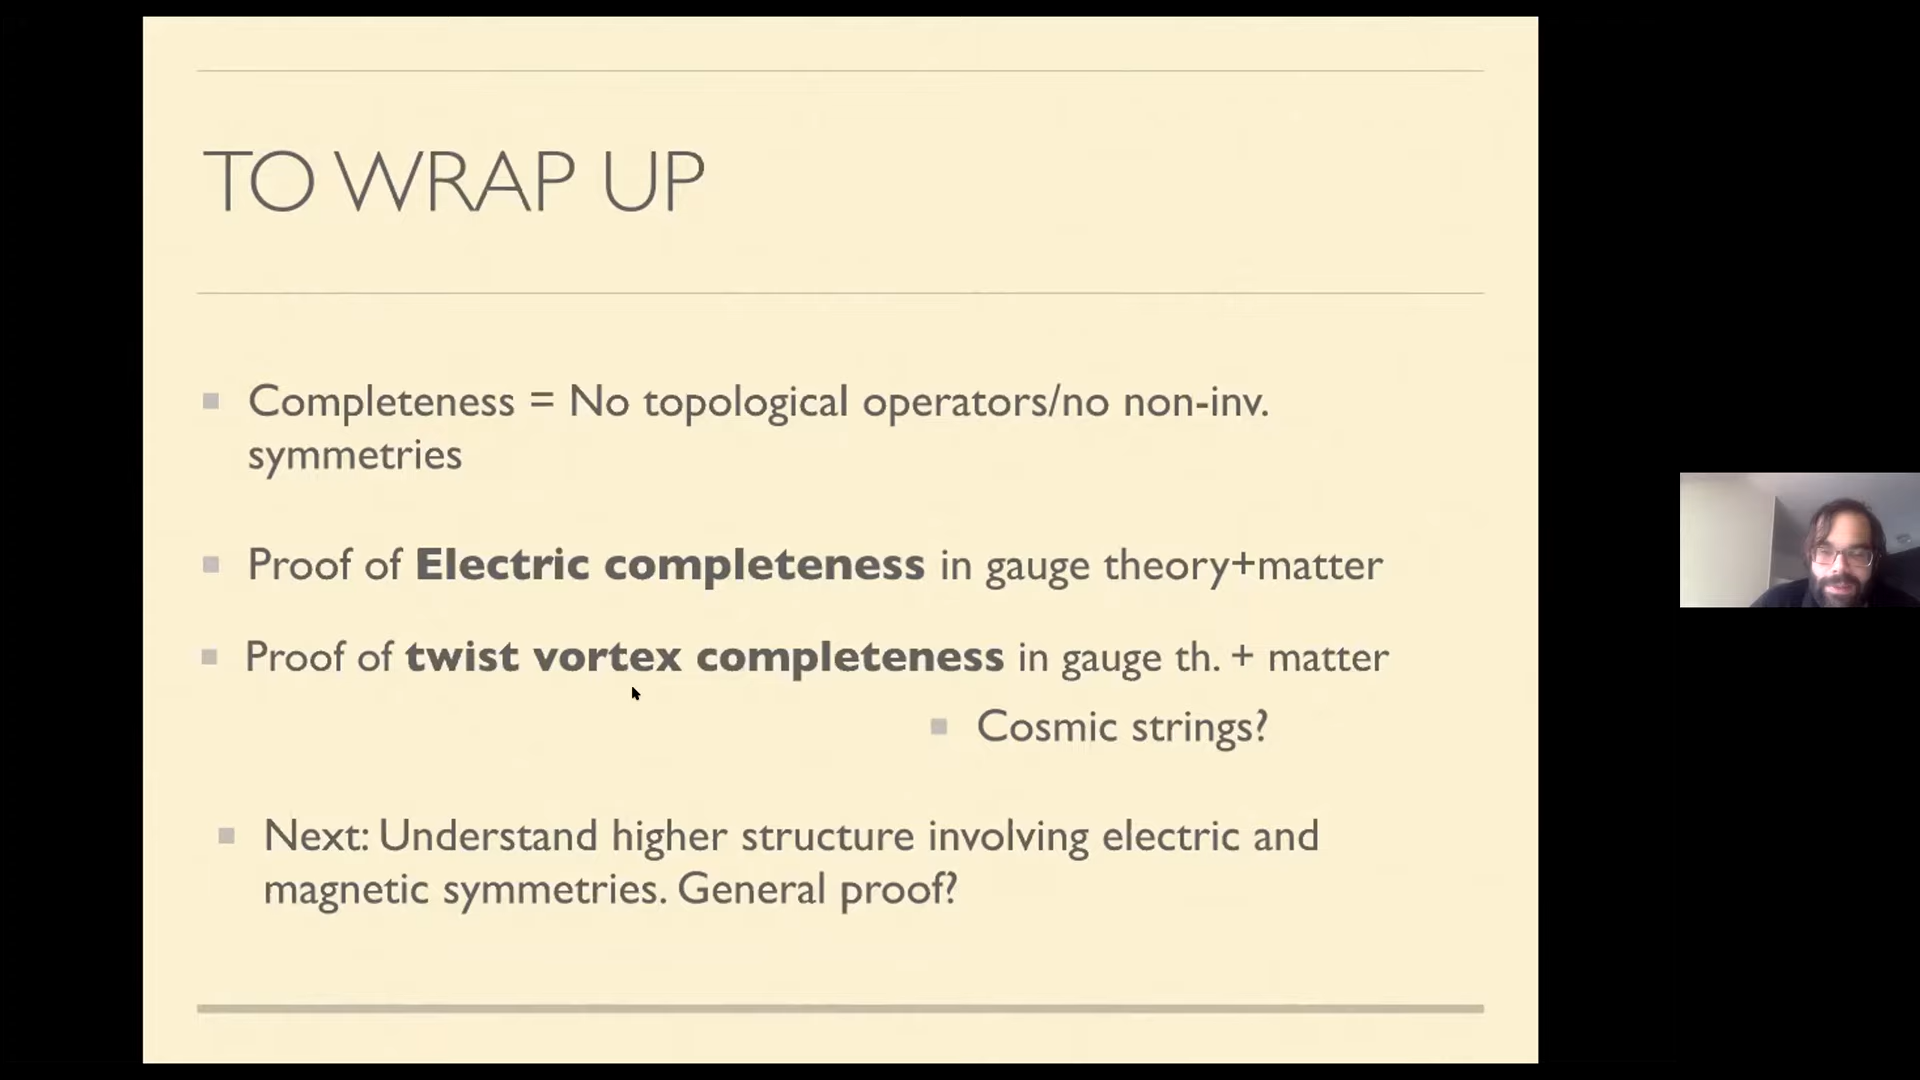 TO WRAP UP
Completeness = No topological operators/no non-inv.
symmetries
Proof of Electric completeness in gauge theory+matter
Proof of twist vortex completeness in gauge th. + matter
Cosmic strings?
Next: Understand higher structure involving electric and
magnetic symmetries. General proof?